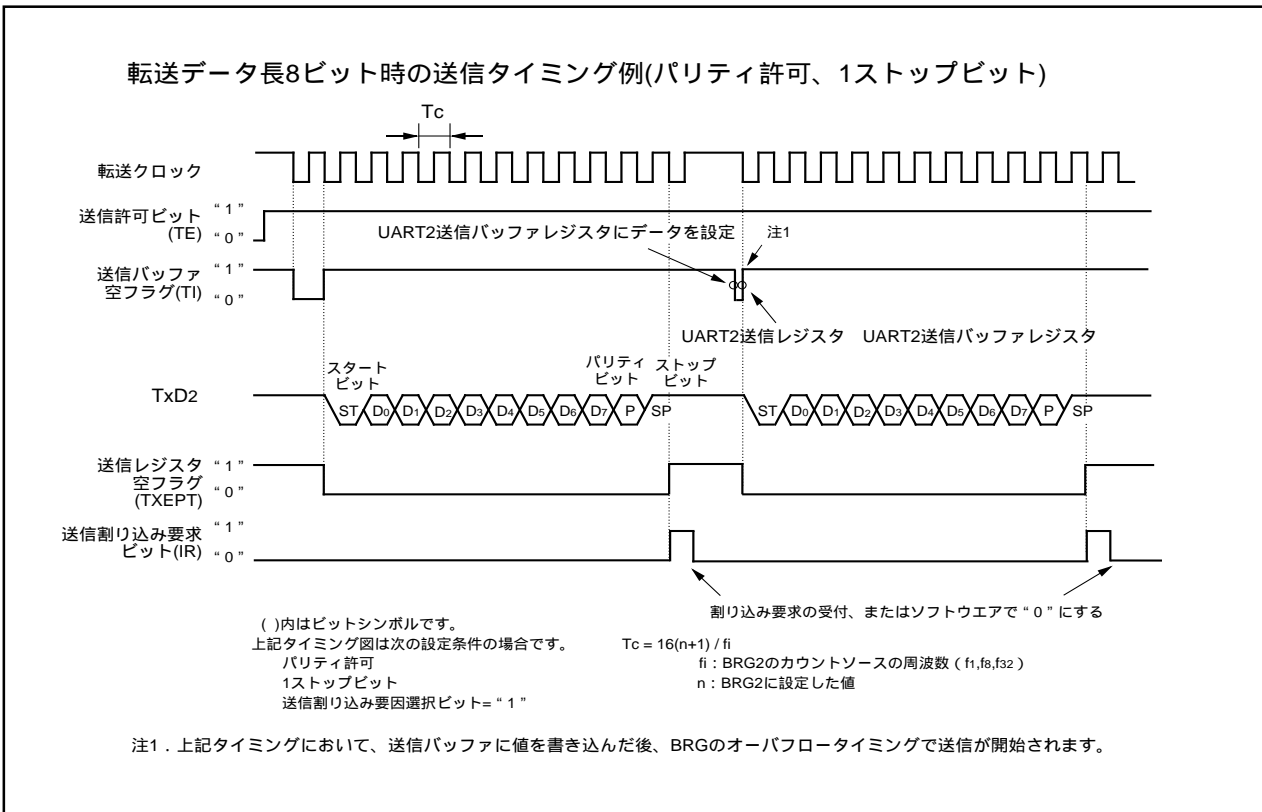 転送データ長8ビット時の送信タイミング例(パリティ許可、1ストップビット)
Tc
転送クロック
送信許可ビット
(TE)
“ 1 ”
“ 0 ”
UART2送信バッファレジスタにデータを設定
注1
送信バッファ
空フラグ(TI)
“ 1 ”
“ 0 ”
UART2送信レジスタ　UART2送信バッファレジスタ
スタート
ビット
パリティ
ビット
ストップ
ビット
TxD2
ST D0 D1 D2 D3 D4 D5 D6 D7 P SP
ST D0 D1 D2 D3 D4 D5 D6 D7 P SP
送信レジスタ
空フラグ
(TXEPT)
“ 1 ”
“ 0 ”
送信割り込み要求
ビット(IR)
“ 1 ”
“ 0 ”
割り込み要求の受付、またはソフトウエアで“ 0 ”にする
( )内はビットシンボルです。
上記タイミング図は次の設定条件の場合です。
パリティ許可
1ストップビット
送信割り込み要因選択ビット= “ 1 ”
Tc = 16(n+1) / fi
fi : BRG2のカウントソースの周波数（f1,f8,f32）
n : BRG2に設定した値
注1．上記タイミングにおいて、送信バッファに値を書き込んだ後、BRGのオーバフロータイミングで送信が開始されます。